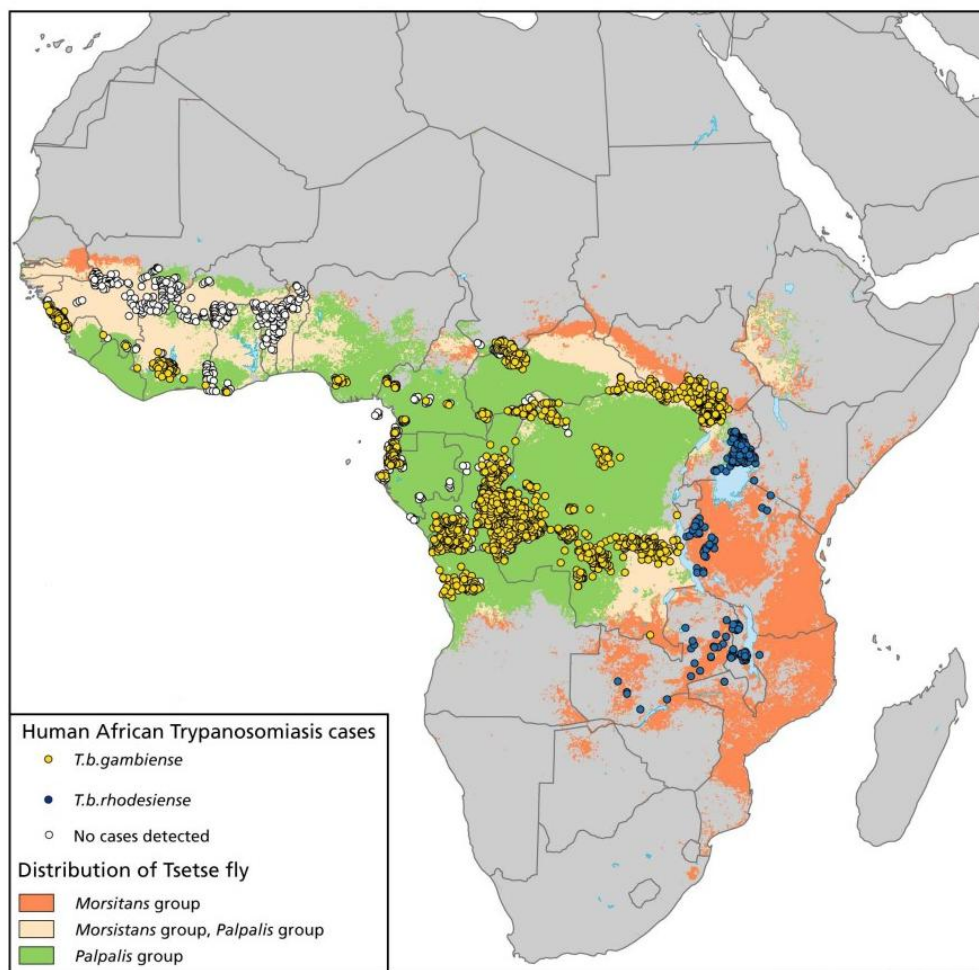 Human African Trypanosomiasis cases
T.b.gambiense
T.b.rhodesiense
No cases detected
Distribution of Tsetse fly
Morsitans group
Morsistans group, Palpalis group
Palpalis group